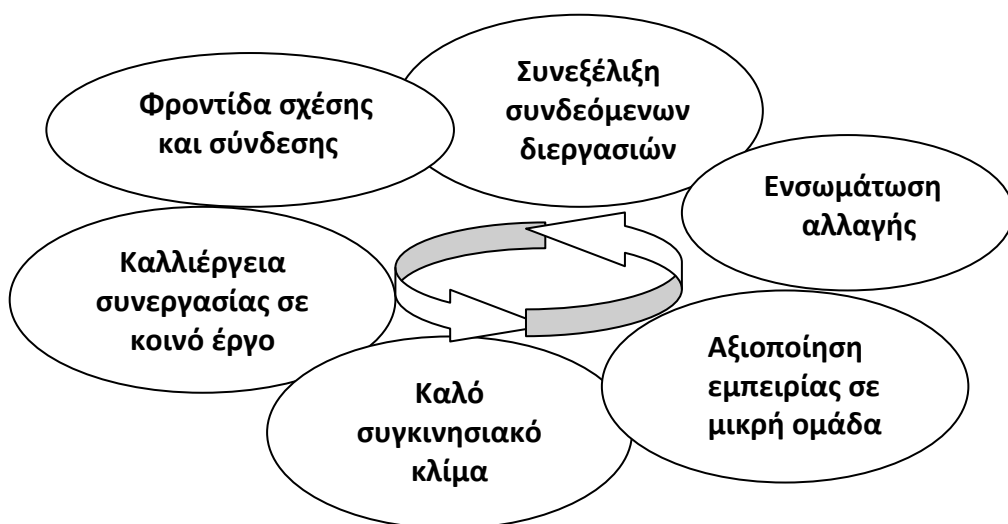 Συνεξέλιξη
συνδεόμενων
διεργασιών
Φροντίδα σχέσης
και σύνδεσης
Ενσωμάτωση
αλλαγής
Καλλιέργεια
συνεργασίας σε
κοινό έργο
Αξιοποίηση
εμπειρίας σε
μικρή ομάδα
Καλό
συγκινησιακό
κλίμα